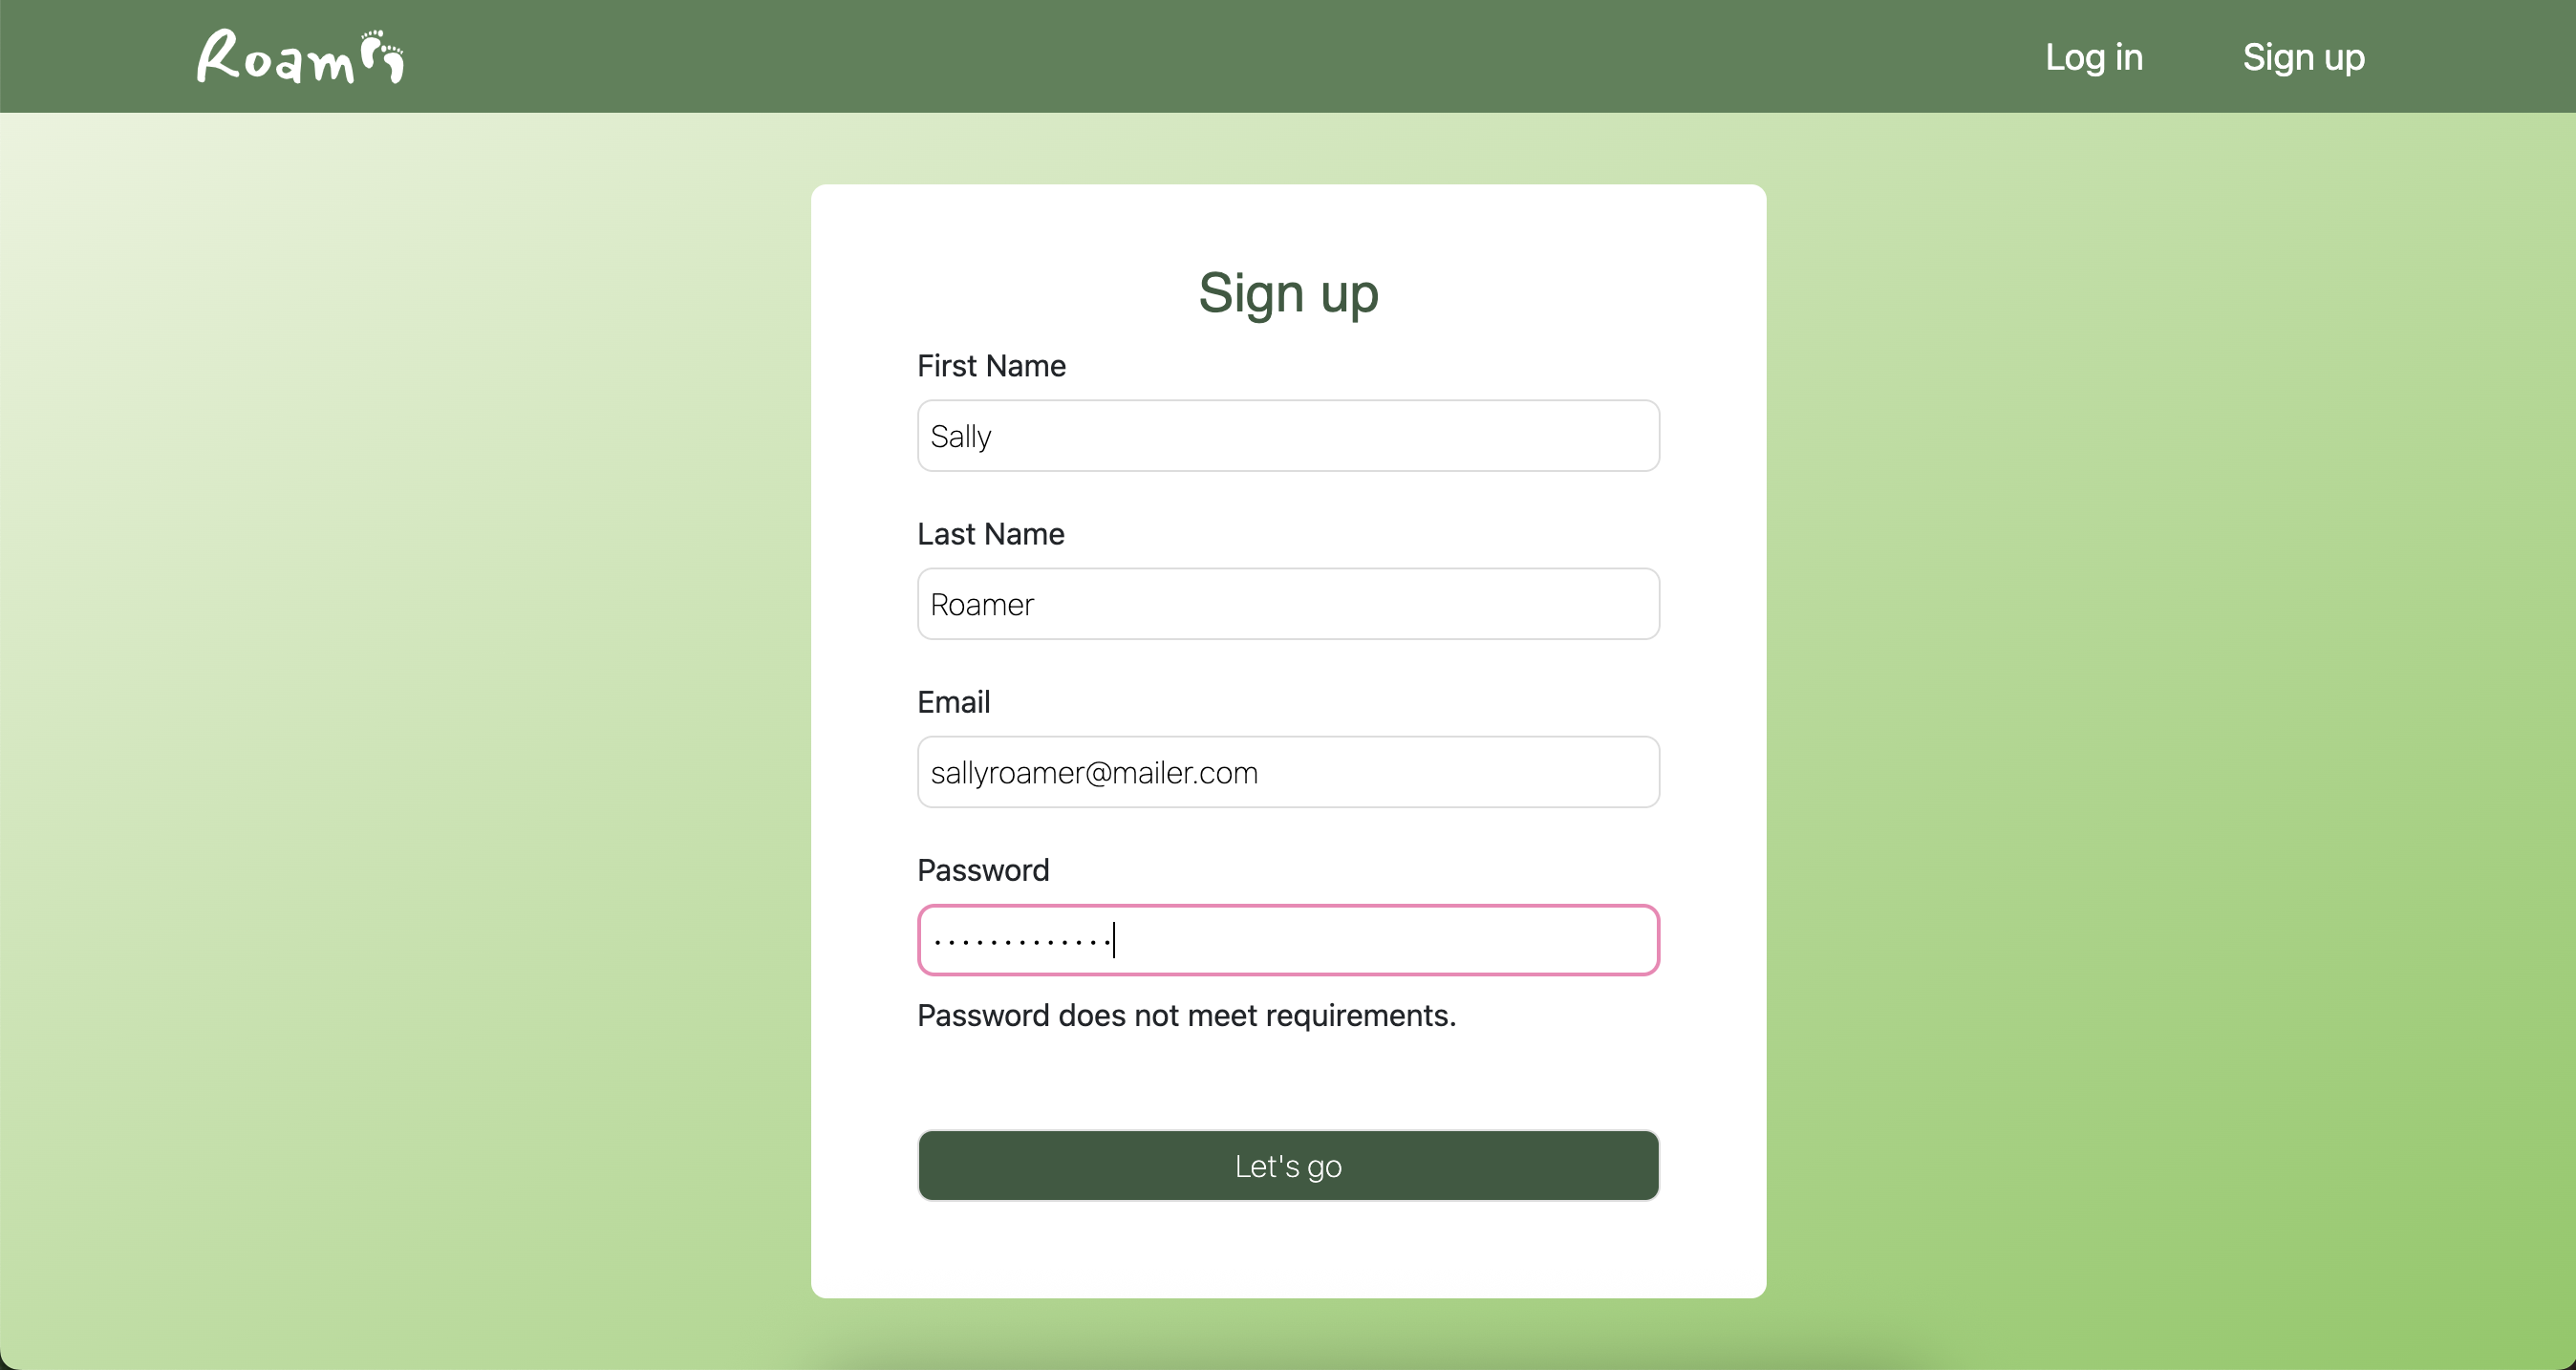 Roam
Log in
Sign up
Sign up
First Name
Sally
Last Name
Roamer
Email
sallyroamer@mailer.com
Password
•••••••••••••
Password does not meet requirements.
Let's go